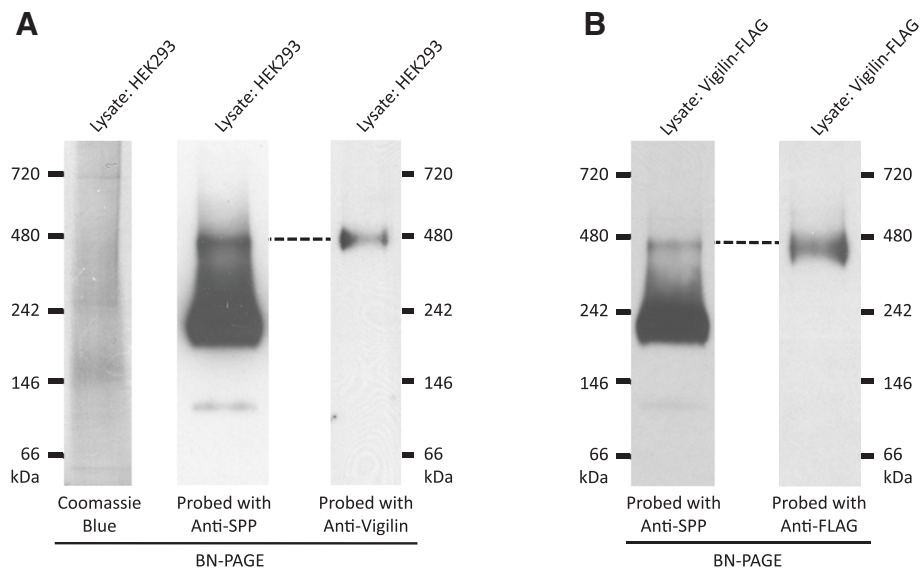 A
B
Lysate: HEK293
Lysate: HEK293
Lysate: HEK293
Lysate: Vigilin-FLAG
Lysate: Vigilin-FLAG
720
480
242
146
66
kDa
720
480
242
146
66
kDa
720
480
242
146
66
kDa
720
480
242
146
66
kDa
Coomassie
Blue
Probed with
Anti-SPP
Probed with
Anti-Vigilin
BN-PAGE
Probed with
Anti-SPP
Probed with
Anti-FLAG
BN-PAGE